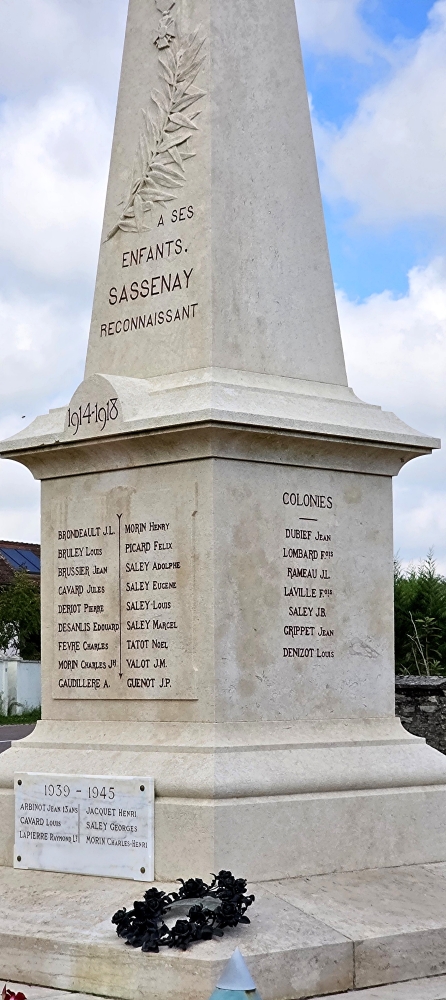 A SES
ENFANTS.
SASSENAY
RECONNAISSANT
1914-1918
BRONDEAULT J.L.
BRULEY LOUIS
BRUSSIER JEAN
CAVARD JULES
DERIOT PIERRE
DESANLIS EDOUARD
FEVRE CHARLES
MORIN CHARLES JH
GAUDILLERE A.
MORIN HENRY
PICARD FELIX
SALEY ADOLPHE
SALEY EUGENE
SALEY LOUIS
SALEY MARCEL
TATOT NOEL
VALOT J.M.
GUENOT J.P.
COLONIES
DUBIEF JEAN
LOMBARD FOIS
RAMEAU J.L.
LAVILLE FOIS
SALEY J.B.
GRIPPET JEAN
DENIZOT LOUIS
1939 - 1945
ARBINOT JEAN 13 ANS
CAVARD LOUIS
LAPIERRE RAYMOND LT
JACQUET HENRI
SALEY GEORGES
MORIN CHARLES-HENRI